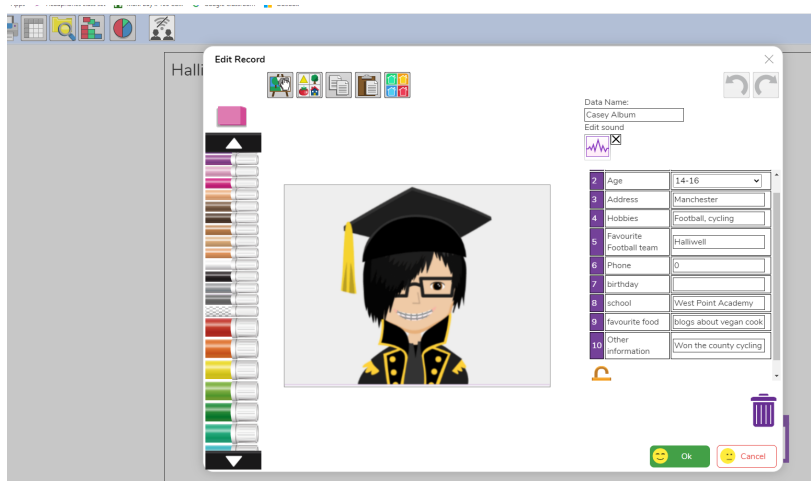 Halli
Edit Record
Data Name:
Casey Album
Edit sound
2 Age 14-16
3 Address Manchester
4 Hobbies Football, cycling
5 Favourite Football team Halliwell
6 Phone 0
7 birthday
8 school West Point Academy
9 favourite food blogs about vegan cook
10 Other information Won the county cycling
Ok
Cancel